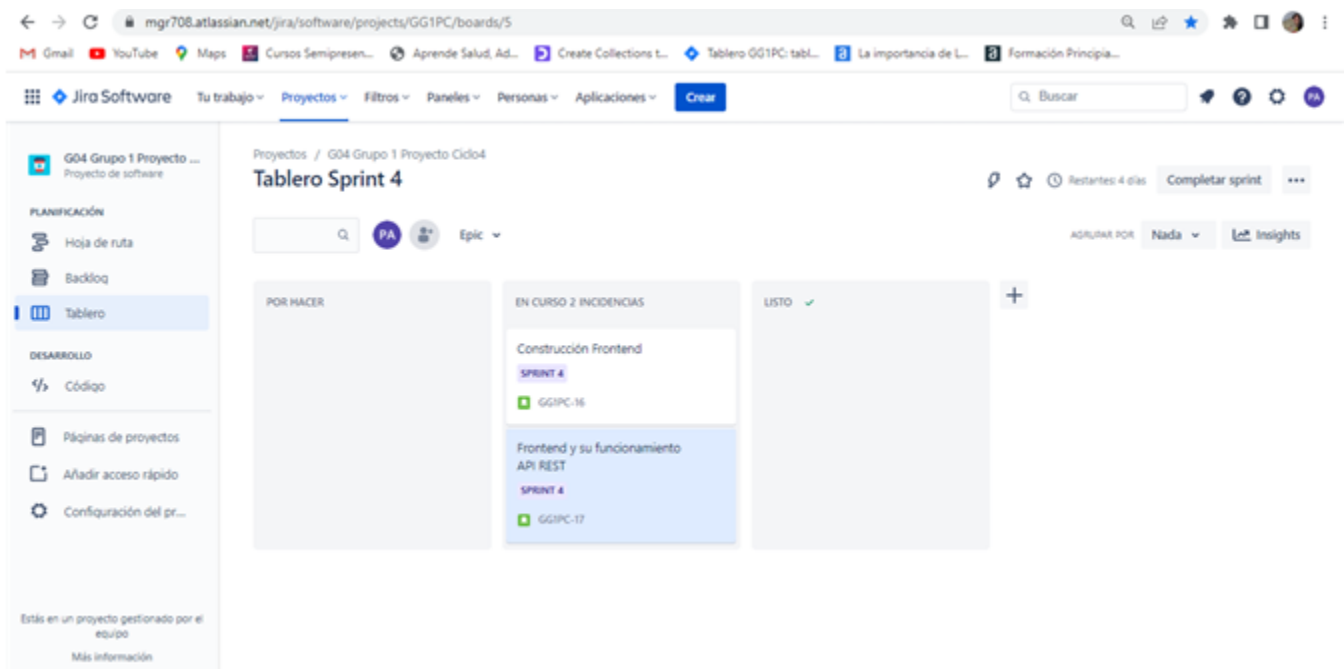 mgr708.atlassian.net/jira/software/projects/GG1PC/boards/5
Gmail YouTube Maps Cursos Semipresen... Aprende Salud, Ad... Create Collections t... Tablero GG1PC: tabl... La importancia de L... Formación Principia...
Jira Software Tu trabajo Proyectos Filtros Paneles Personas Aplicaciones Crear Buscar PA
G04 Grupo 1 Proyecto ...
Proyecto de software
PLANIFICACIÓN
Hoja de ruta
Backlog
Tablero
DESARROLLO
Código
Páginas de proyectos
Añadir acceso rápido
Configuración del pr...
Estás en un proyecto gestionado por el
equipo
Más información
Proyectos / G04 Grupo 1 Proyecto Ciclo4
Tablero Sprint 4
Restantes: 4 días Completar sprint
PA Epic AGRUPAR POR Nada Insights
POR HACER
EN CURSO 2 INCIDENCIAS
Construcción Frontend
SPRINT 4
GG1PC-16
Frontend y su funcionamiento
API REST
SPRINT 4
GG1PC-17
LISTO